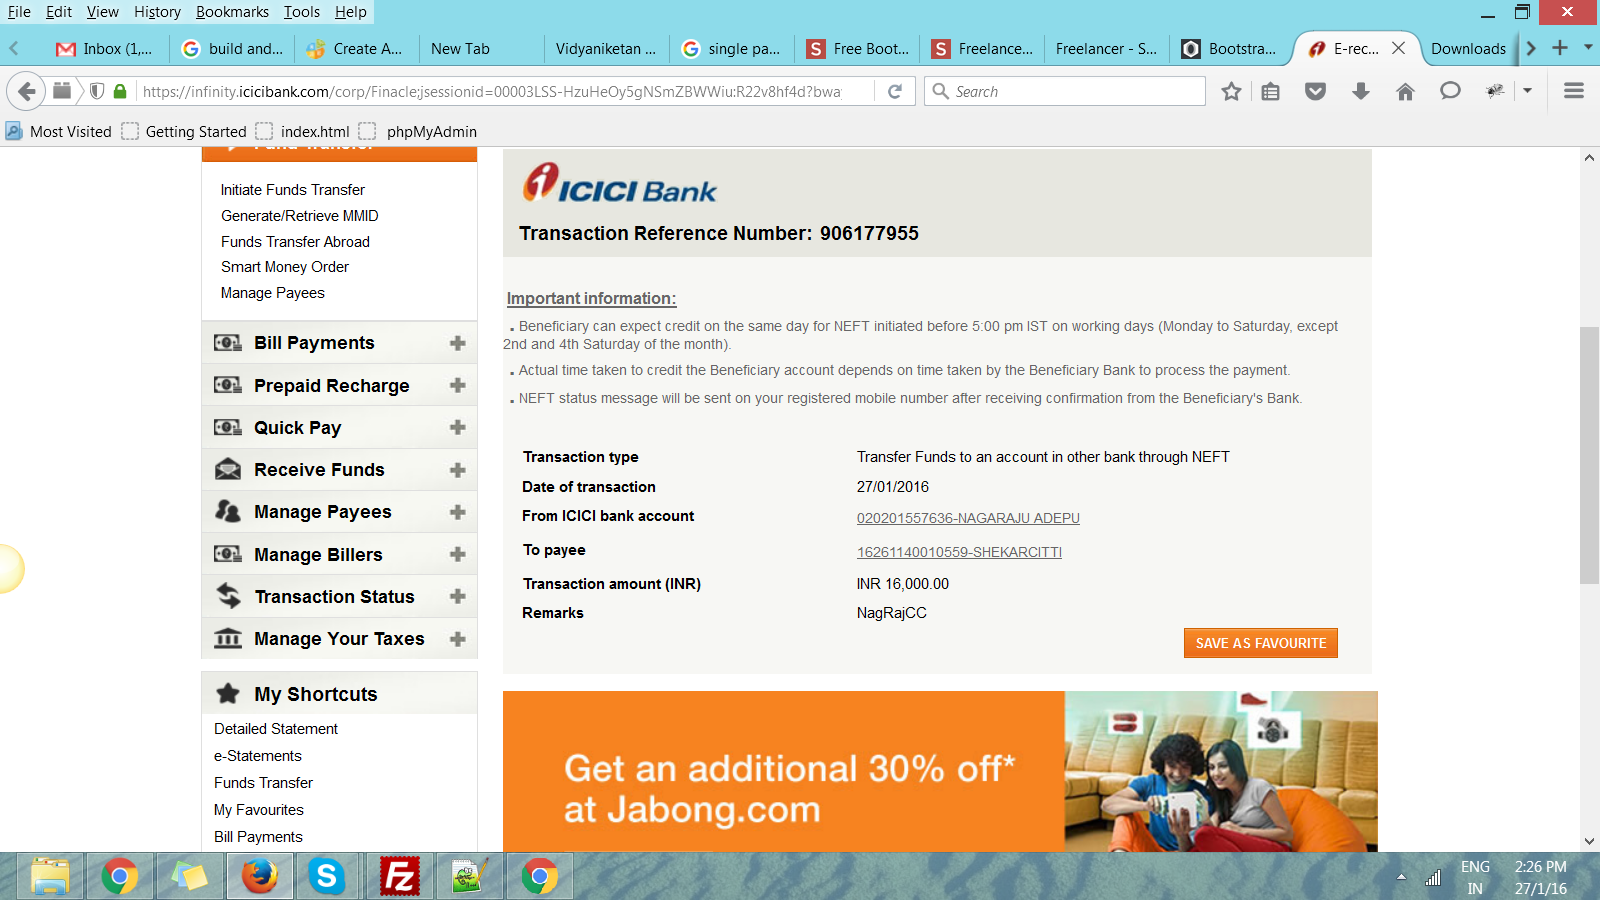 File Edit View History Bookmarks Tools Help
Inbox (1,... build and... Create A... New Tab Vidyaniketan ... single pa... Free Boot... Freelance... Freelancer - S... Bootstra... E-rec... Downloads
https://infinity.icicibank.com/corp/Finacle;jsessionid=00003LSS-HzuHeOy5gNSmZBWWiu:R22v8hf4d?bway Search
Most Visited Getting Started index.html phpMyAdmin
Initiate Funds Transfer
Generate/Retrieve MMID
Funds Transfer Abroad
Smart Money Order
Manage Payees
Bill Payments
Prepaid Recharge
Quick Pay
Receive Funds
Manage Payees
Manage Billers
Transaction Status
Manage Your Taxes
My Shortcuts
Detailed Statement
e-Statements
Funds Transfer
My Favourites
Bill Payments
ICICI Bank
Transaction Reference Number: 906177955
Important information:
. Beneficiary can expect credit on the same day for NEFT initiated before 5:00 pm IST on working days (Monday to Saturday, except
2nd and 4th Saturday of the month).
. Actual time taken to credit the Beneficiary account depends on time taken by the Beneficiary Bank to process the payment.
. NEFT status message will be sent on your registered mobile number after receiving confirmation from the Beneficiary's Bank.
Transaction type Transfer Funds to an account in other bank through NEFT
Date of transaction 27/01/2016
From ICICI bank account 020201557636-NAGARAJU ADEPU
To payee 16261140010559-SHEKARCITTI
Transaction amount (INR) INR 16,000.00
Remarks NagRajCC
SAVE AS FAVOURITE
Get an additional 30% off*
at Jabong.com
ENG 2:26 PM
IN 27/1/16